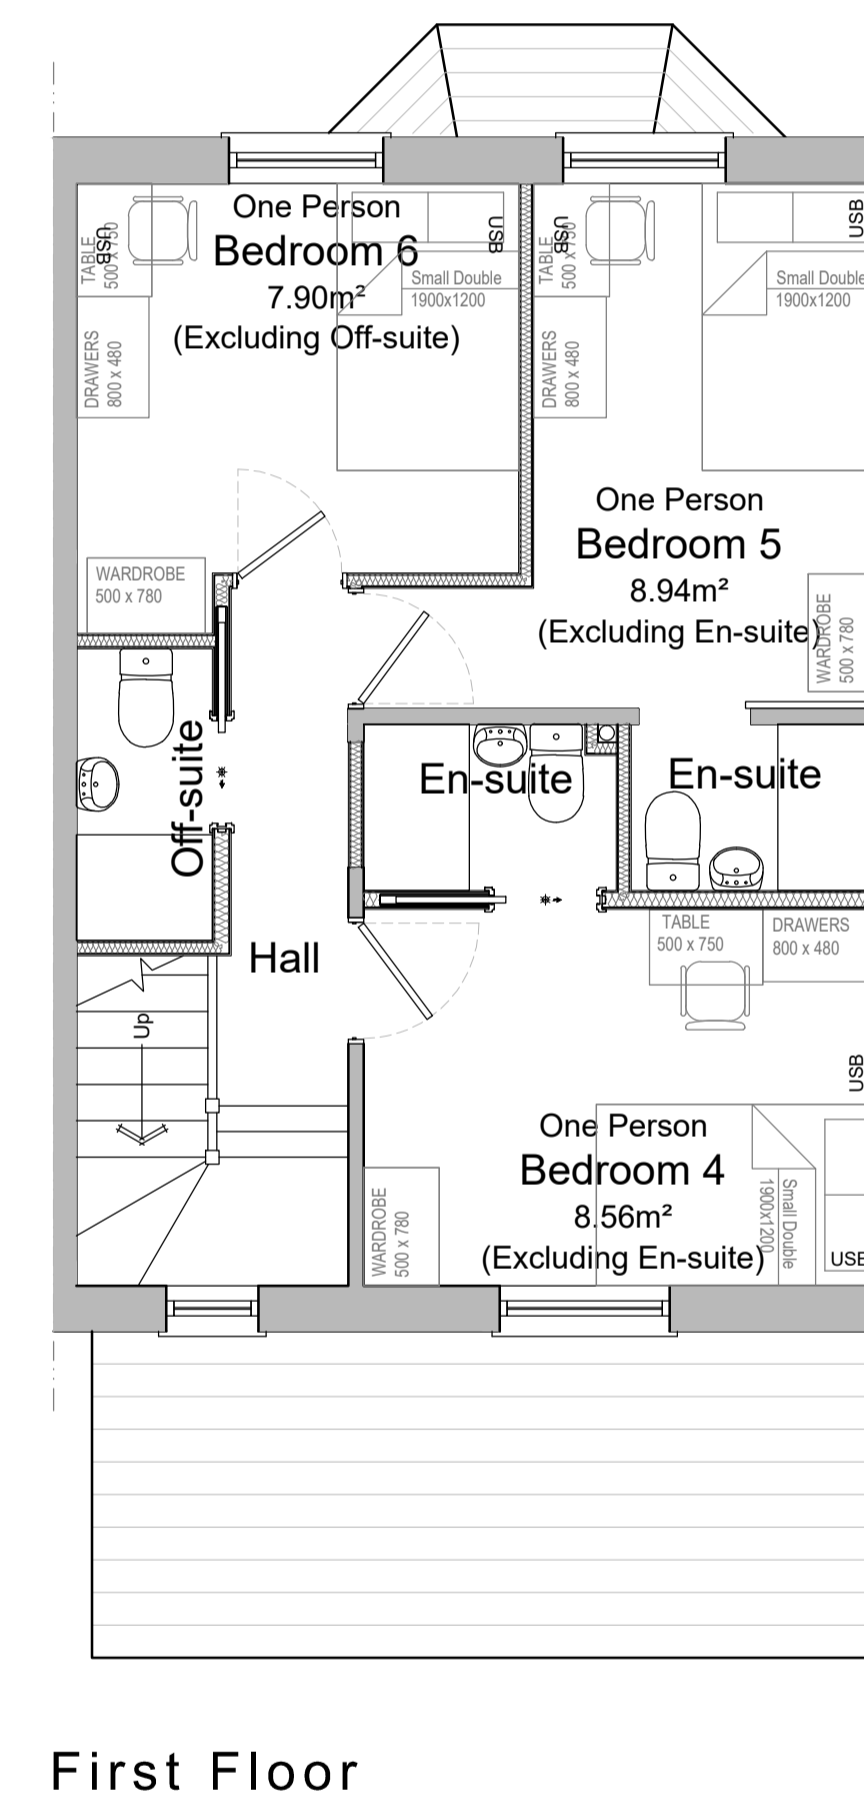 One Person
Bedroom 6
7.90m²
(Excluding Off-suite)
TABLE
500 x 750
USB
DRAWERS
800 x 480
USB
Small Double
1900x1200
WARDROBE
500 x 780
TABLE
500 x 750
USB
DRAWERS
800 x 480
USB
Small Double
1900x1200
One Person
Bedroom 5
8.94m²
(Excluding En-suite)
WARDROBE
500 x 780
Off-suite
En-suite
En-suite
Hall
Up
TABLE
500 x 750
DRAWERS
800 x 480
USB
One Person
Bedroom 4
8.56m²
(Excluding En-suite)
Small Double
1900x1200
USB
WARDROBE
500 x 780
First Floor